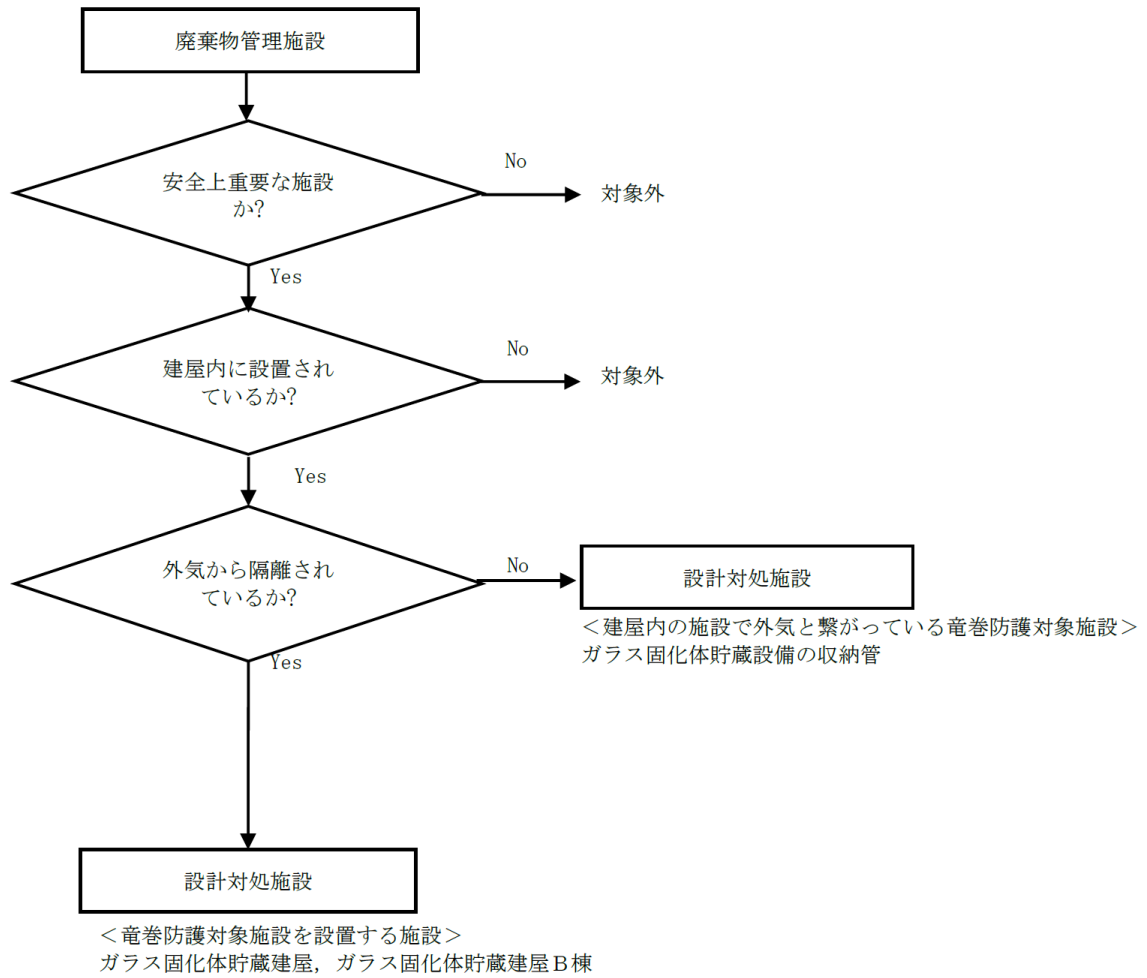 廃棄物管理施設
安全上重要な施設
か?
No
対象外
Yes
建屋内に設置され
ているか?
No
対象外
Yes
外気から隔離され
ているか?
No
設計対処施設
＜建屋内の施設で外気と繋がっている竜巻防護対象施設＞
ガラス固化体貯蔵設備の収納管
Yes
設計対処施設
＜竜巻防護対象施設を設置する施設＞
ガラス固化体貯蔵建屋，ガラス固化体貯蔵建屋Ｂ棟